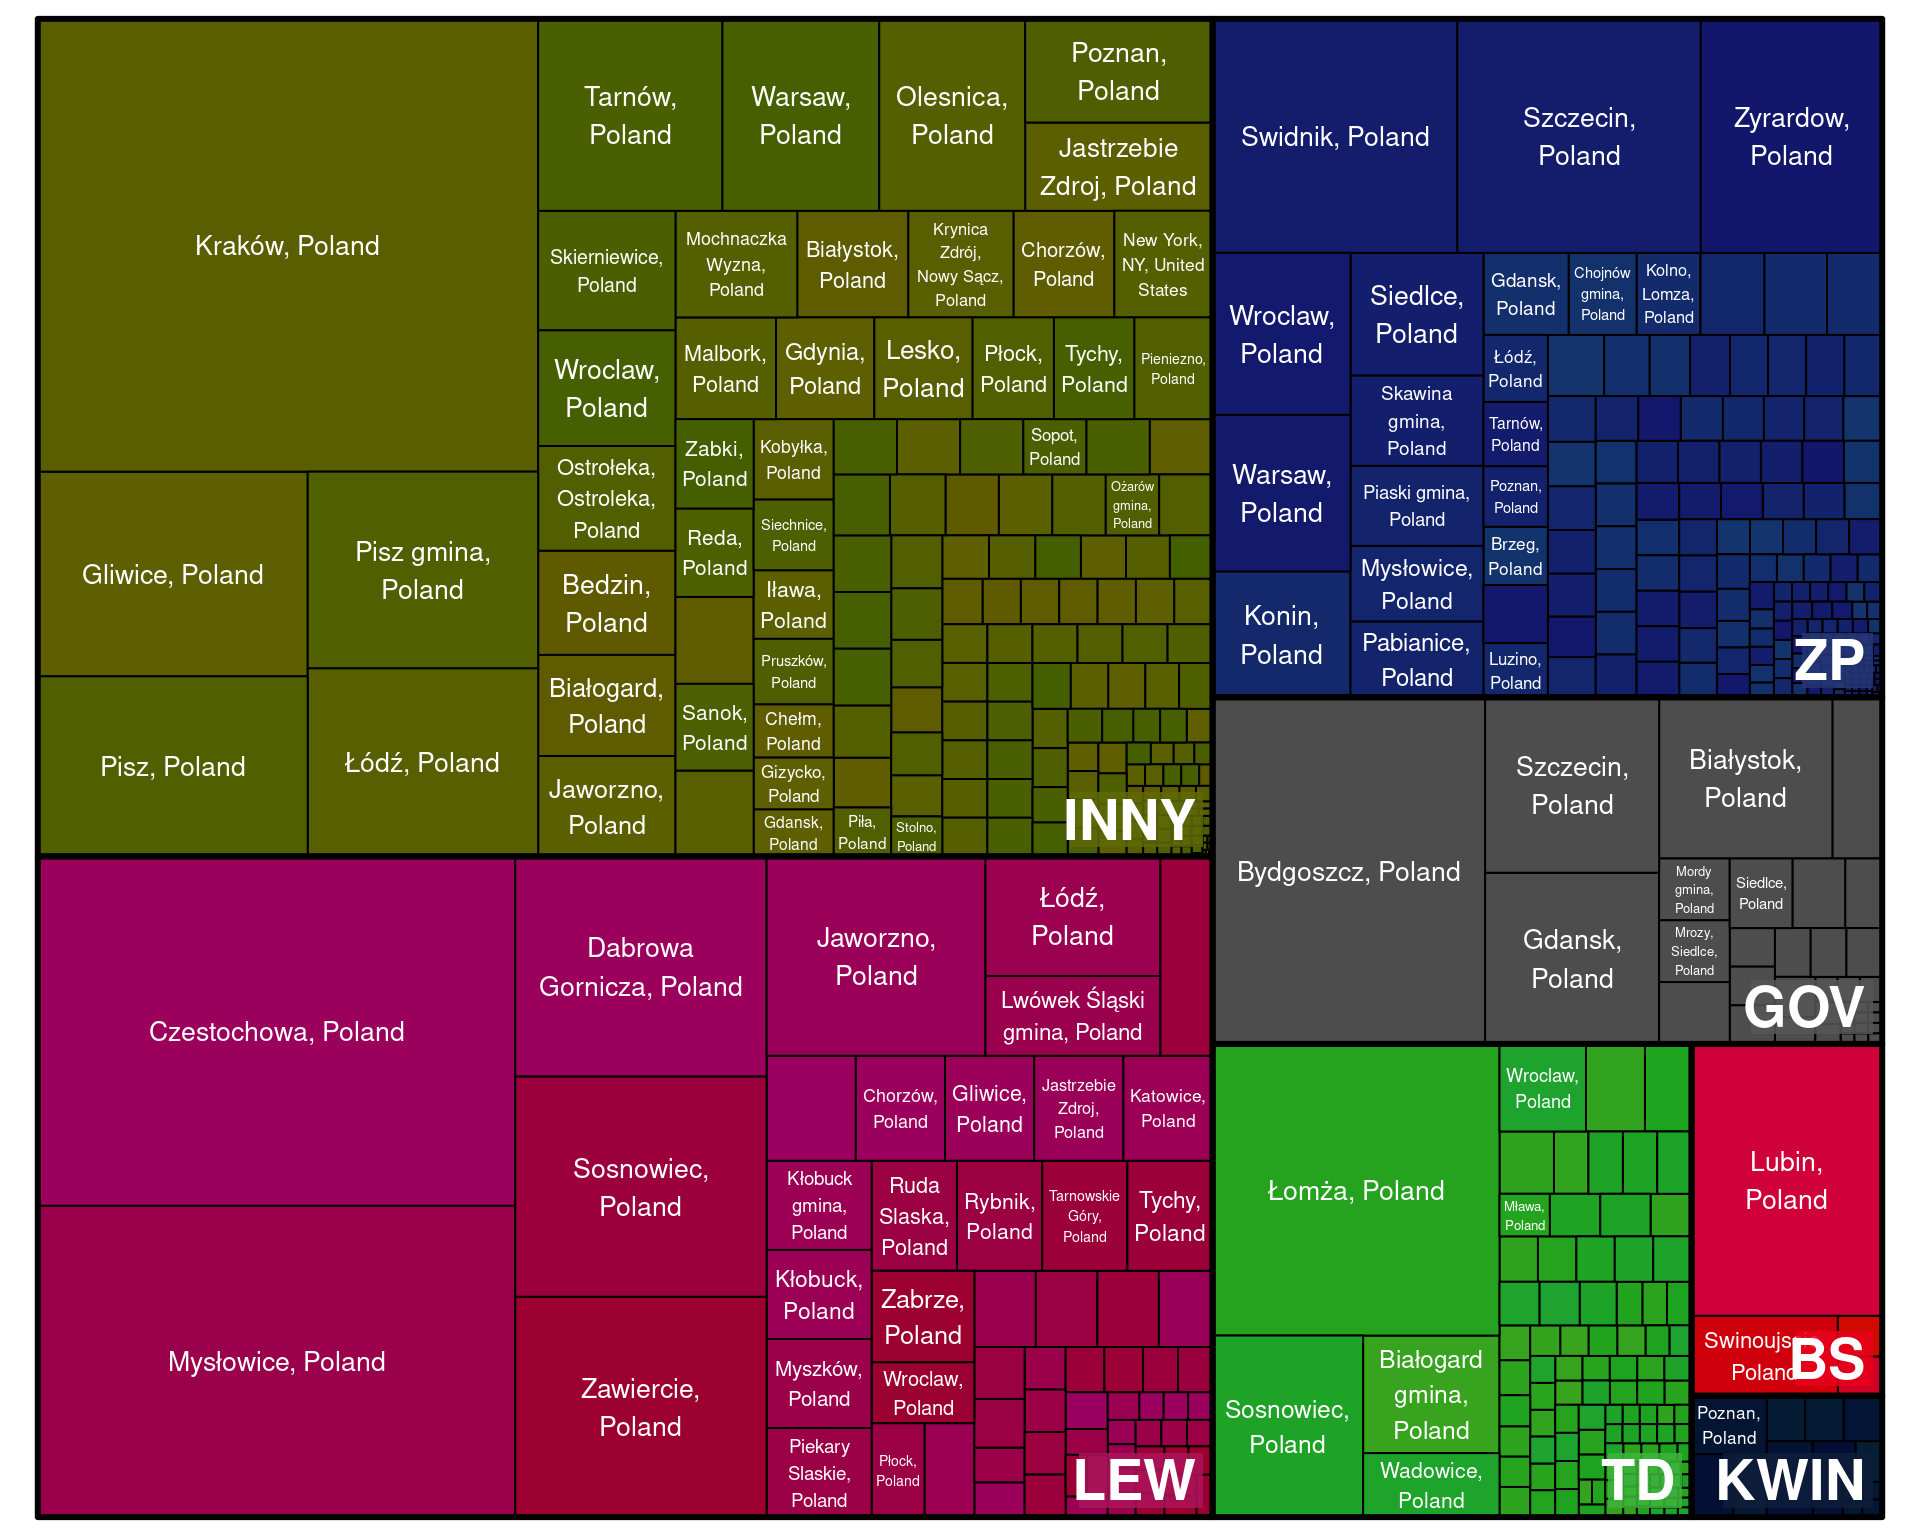 Kraków, Poland
Gliwice, Poland
Pisz gmina,
Poland
Pisz, Poland
Łódź, Poland
Tarnów,
Poland
Warsaw,
Poland
Olesnica,
Poland
Poznan,
Poland
Jastrzebie
Zdroj, Poland
Skierniewice,
Poland
Mochnaczka
Wyzna,
Poland
Białystok,
Poland
Krynica
Zdrój,
Nowy Sącz,
Poland
Chorzów,
Poland
New York,
NY, United
States
Wroclaw,
Poland
Malbork,
Poland
Gdynia,
Poland
Lesko,
Poland
Płock,
Poland
Tychy,
Poland
Pieniezno,
Poland
Ostrołeka,
Ostroleka,
Poland
Zabki,
Poland
Kobyłka,
Poland
Sopot,
Poland
Ożarów
gmina,
Poland
Bedzin,
Poland
Reda,
Poland
Siechnice,
Poland
Iława,
Poland
Białogard,
Poland
Pruszków,
Poland
Sanok,
Poland
Chełm,
Poland
Jaworzno,
Poland
Gizycko,
Poland
Gdansk,
Poland
Piła,
Poland
Stolno,
Poland
INNY
Swidnik, Poland
Szczecin,
Poland
Zyrardow,
Poland
Wroclaw,
Poland
Siedlce,
Poland
Gdansk,
Poland
Chojnów
gmina,
Poland
Kolno,
Lomza,
Poland
Łódź,
Poland
Skawina
gmina,
Poland
Tarnów,
Poland
Warsaw,
Poland
Piaski gmina,
Poland
Poznan,
Poland
Mysłowice,
Poland
Brzeg,
Poland
Konin,
Poland
Pabianice,
Poland
Luzino,
Poland
ZP
Bydgoszcz, Poland
Szczecin,
Poland
Białystok,
Poland
Gdansk,
Poland
Mordy
gmina,
Poland
Siedlce,
Poland
Mrozy,
Siedlce,
Poland
GOV
Czestochowa, Poland
Mysłowice, Poland
Dabrowa
Gornicza, Poland
Sosnowiec,
Poland
Zawiercie,
Poland
Jaworzno,
Poland
Łódź,
Poland
Lwówek Śląski
gmina, Poland
Chorzów,
Poland
Gliwice,
Poland
Jastrzebie
Zdroj,
Poland
Katowice,
Poland
Kłobuck
gmina,
Poland
Ruda
Slaska,
Poland
Rybnik,
Poland
Tarnowskie
Góry,
Poland
Tychy,
Poland
Kłobuck,
Poland
Zabrze,
Poland
Myszków,
Poland
Wroclaw,
Poland
Piekary
Slaskie,
Poland
Płock,
Poland
LEW
Łomża, Poland
Wroclaw,
Poland
Mława,
Poland
Sosnowiec,
Poland
Białogard
gmina,
Poland
Wadowice,
Poland
TD
Lubin,
Poland
Poland
BS
Poznan,
Poland
KWIN